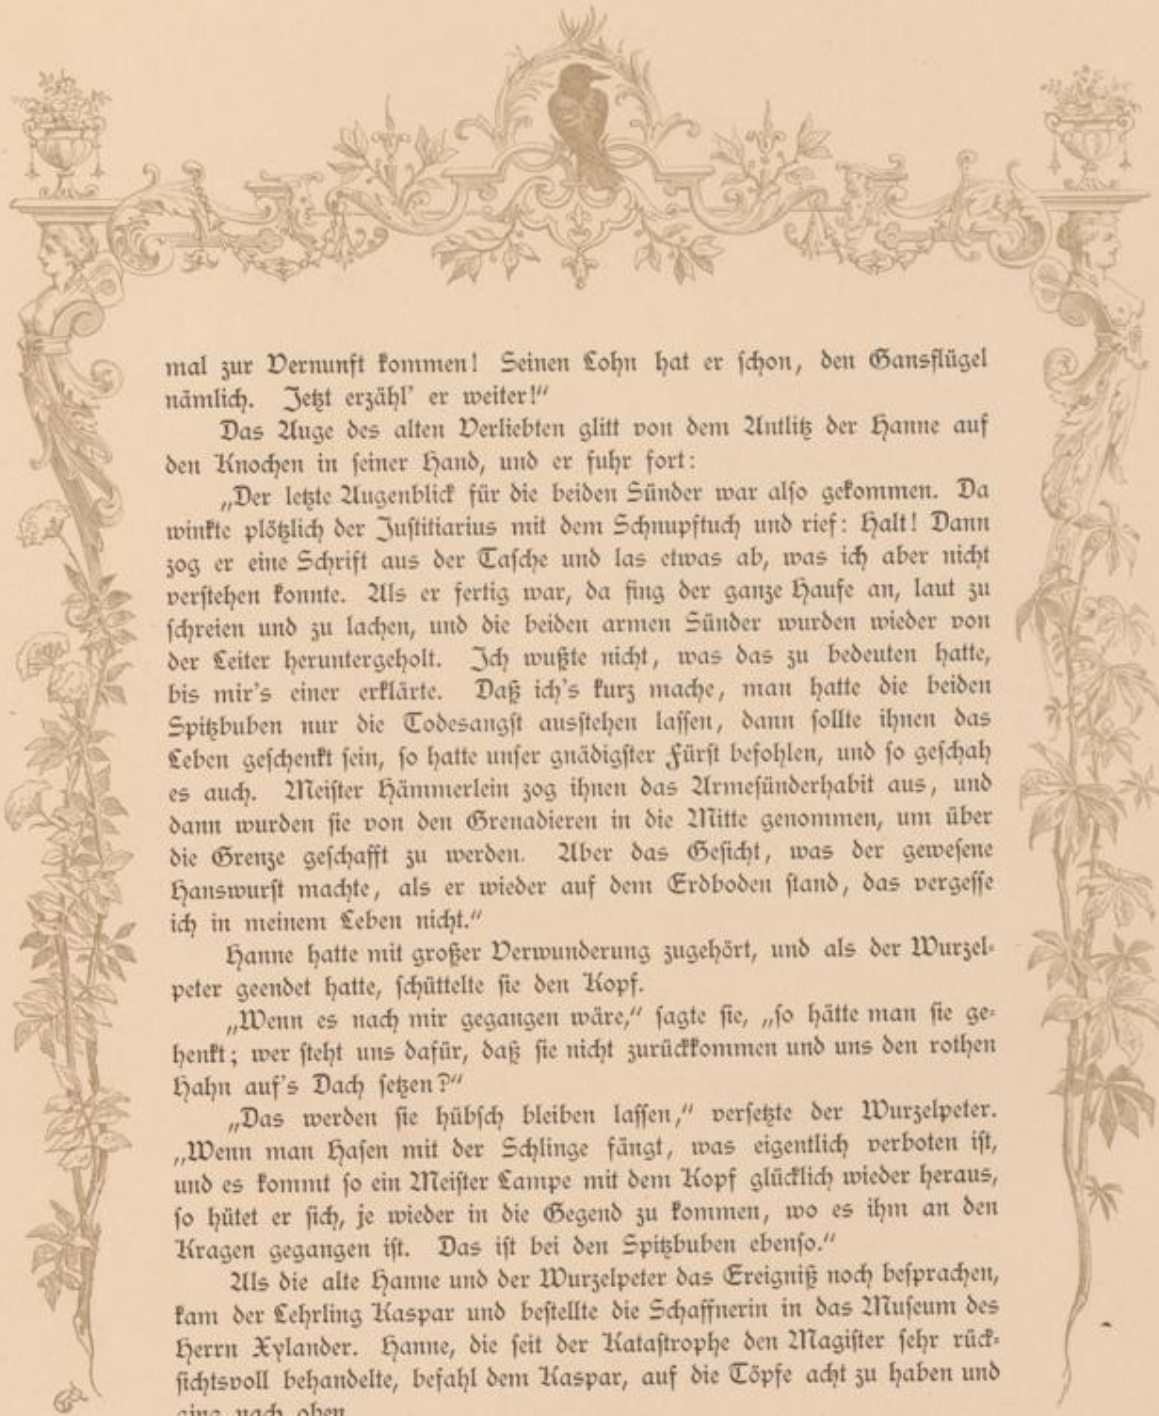 mal zur Vernunft kommen! Seinen Lohn hat er ſchon, den Gansflügel
nämlich. Jetzt erzähl' er weiter!“
Das Auge des alten Verliebten glitt von dem Antlitz der Hanne auf
den Knochen in ſeiner Hand, und er fuhr fort:
„Der letzte Augenblick für die beiden Sünder war alſo gekommen. Da
winkte plötzlich der Juſtitiarius mit dem Schnupftuch und rief: Halt! Dann
zog er eine Schrift aus der Taſche und las etwas ab, was ich aber nicht
verſtehen konnte. Als er fertig war, da fing der ganze Haufe an, laut zu
ſchreien und zu lachen, und die beiden armen Sünder wurden wieder von
der Leiter heruntergeholt. Ich wußte nicht, was das zu bedeuten hatte,
bis mir's einer erklärte. Daß ich's kurz mache, man hatte die beiden
Spitzbuben nur die Todesangſt ausſtehen laſſen, dann ſollte ihnen das
Leben geſchenkt ſein, ſo hatte unſer gnädigſter Fürſt befohlen, und ſo geſchah
es auch. Meiſter Hämmerlein zog ihnen das Armeſünderhabit aus, und
dann wurden ſie von den Grenadieren in die Mitte genommen, um über
die Grenze geſchafft zu werden. Aber das Geſicht, was der geweſene
Hanswurſt machte, als er wieder auf dem Erdboden ſtand, das vergeſſe
ich in meinem Leben nicht.“
Hanne hatte mit großer Verwunderung zugehört, und als der Wurzel-
peter geendet hatte, ſchüttelte ſie den Kopf.
„Wenn es nach mir gegangen wäre,“ ſagte ſie, „ſo hätte man ſie ge-
henkt; wer ſteht uns dafür, daß ſie nicht zurückkommen und uns den rothen
Hahn auf's Dach ſetzen?“
„Das werden ſie hübſch bleiben laſſen,“ verſetzte der Wurzelpeter.
„Wenn man Haſen mit der Schlinge fängt, was eigentlich verboten iſt,
und es kommt ſo ein Meiſter Lampe mit dem Kopf glücklich wieder heraus,
ſo hütet er ſich, je wieder in die Gegend zu kommen, wo es ihm an den
Kragen gegangen iſt. Das iſt bei den Spitzbuben ebenſo.“
Als die alte Hanne und der Wurzelpeter das Ereigniß noch beſprachen,
kam der Lehrling Kaspar und beſtellte die Schaffnerin in das Muſeum des
Herrn Xylander. Hanne, die ſeit der Kataſtrophe den Magiſter ſehr rück-
ſichtsvoll behandelte, befahl dem Kaspar, auf die Töpfe acht zu haben und
ging nach oben